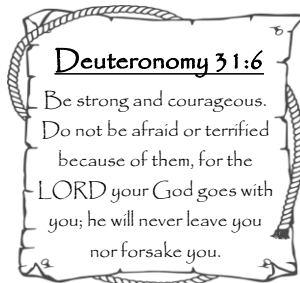 Deuteronomy 31:6
Be strong and courageous.
Do not be afraid or terrified
because of them, for the
LORD your God goes with
you; he will never leave you
nor forsake you.